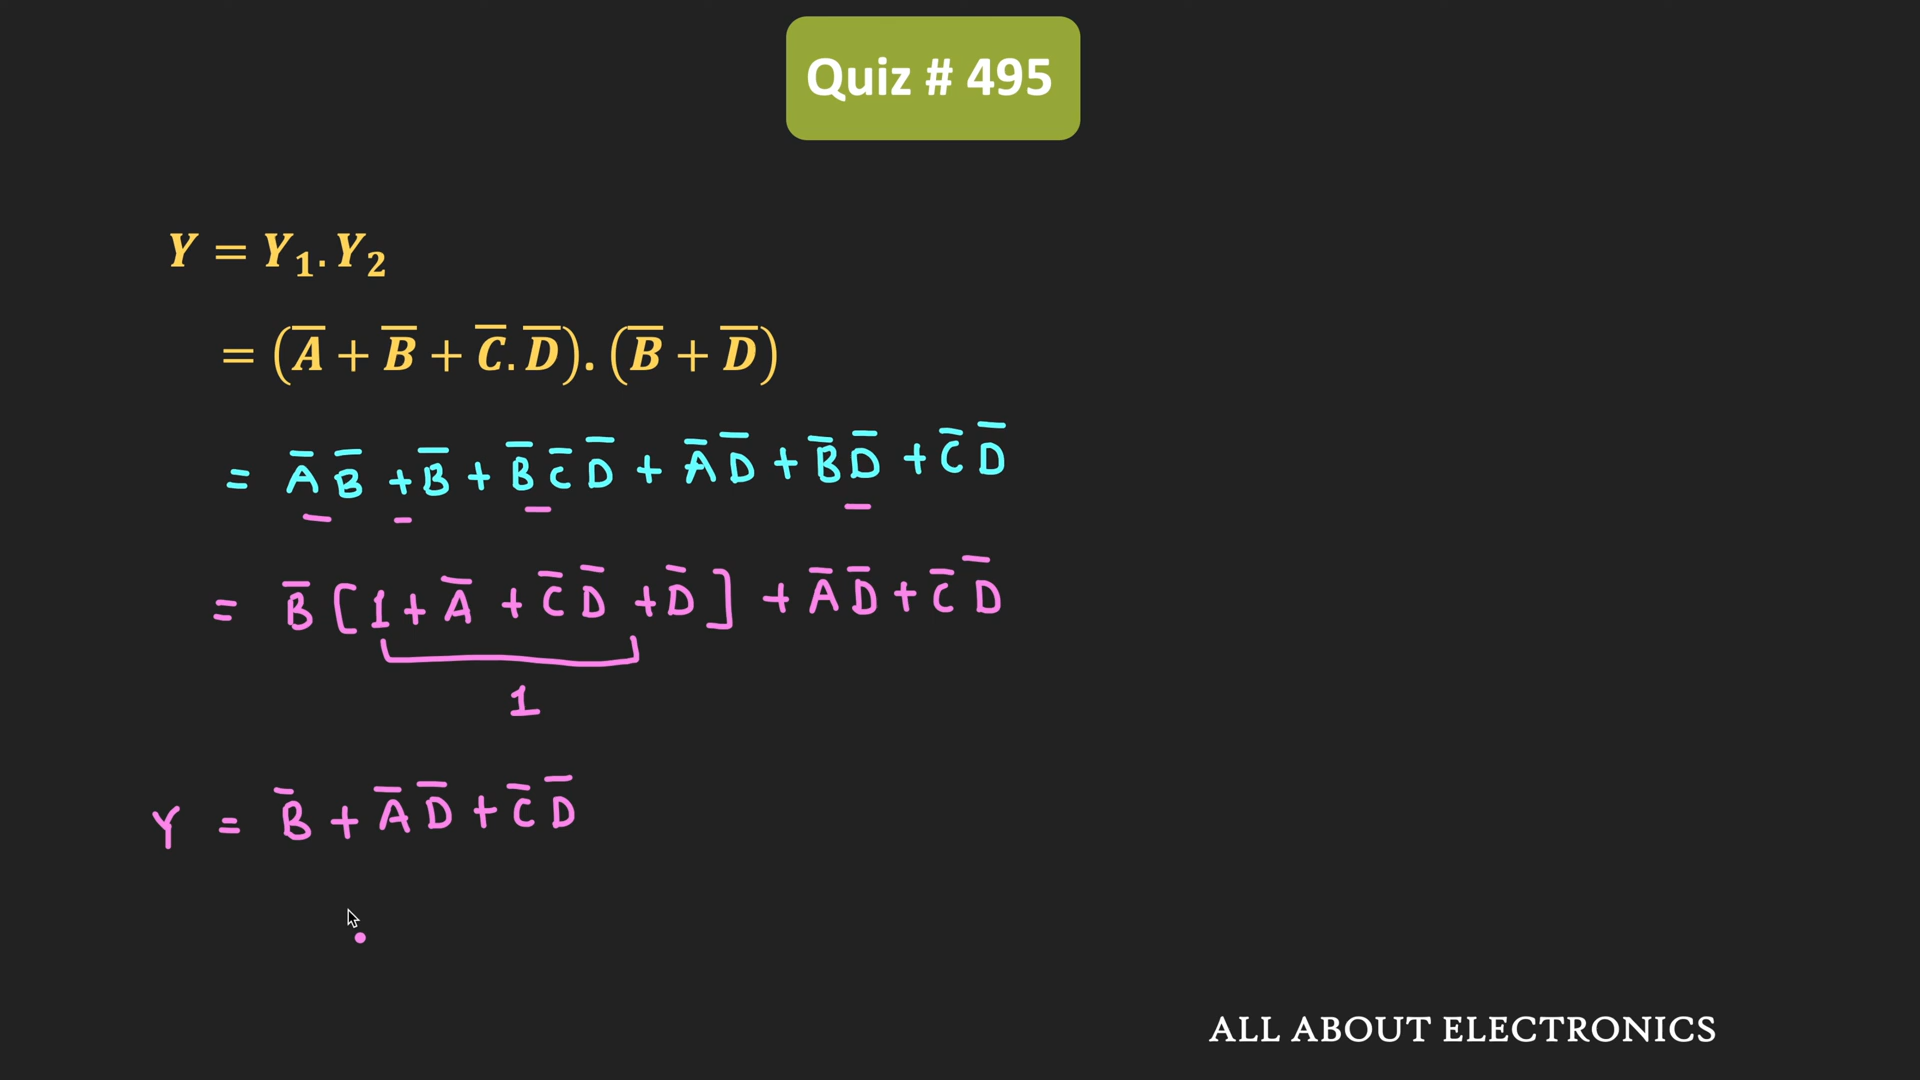 Quiz # 495
Y = Y₁.Y₂
= (A̅ + B̅ + C̅.D̅).(B̅ + D̅)
= A̅ B̅ + B̅ + B̅ C̅ D̅ + A̅ D̅ + B̅ D̅ + C̅ D̅
= B̅ [1 + A̅ + C̅ D̅ + D̅] + A̅ D̅ + C̅ D̅
1
Y = B̅ + A̅ D̅ + C̅ D̅
ALL ABOUT ELECTRONICS